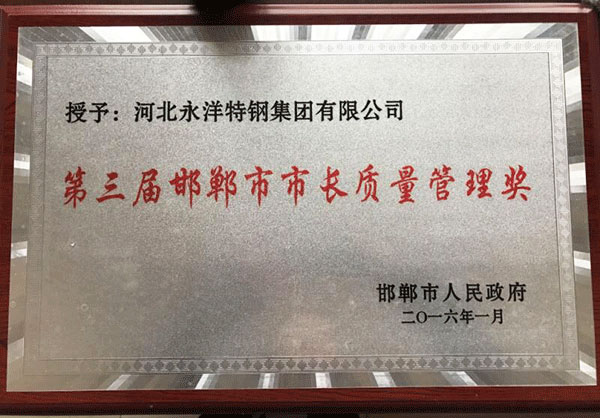 授予：河北永洋特钢集团有限公司
第三届邯郸市市长质量管理奖
邯郸市人民政府
二〇一六年一月